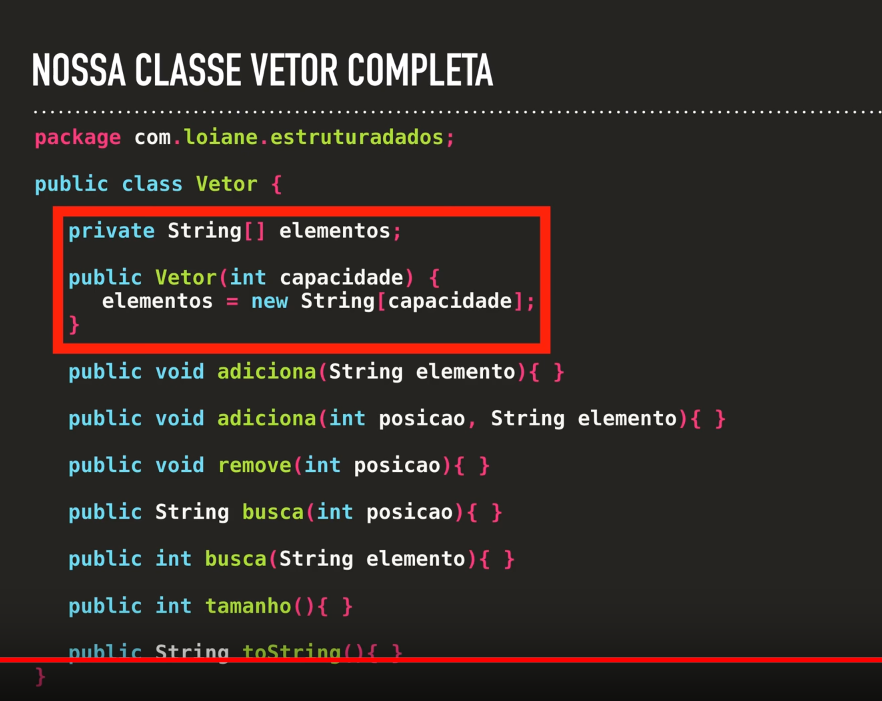 NOSSA CLASSE VETOR COMPLETA
package com.loiane.estruturadados;
public class Vetor {
private String[] elementos;
public Vetor(int capacidade) {
elementos = new String[capacidade];
}
public void adiciona(String elemento){ }
public void adiciona(int posicao, String elemento){ }
public void remove(int posicao){ }
public String busca(int posicao){ }
public int busca(String elemento){ }
public int tamanho(){ }
public String toString(){ }
}